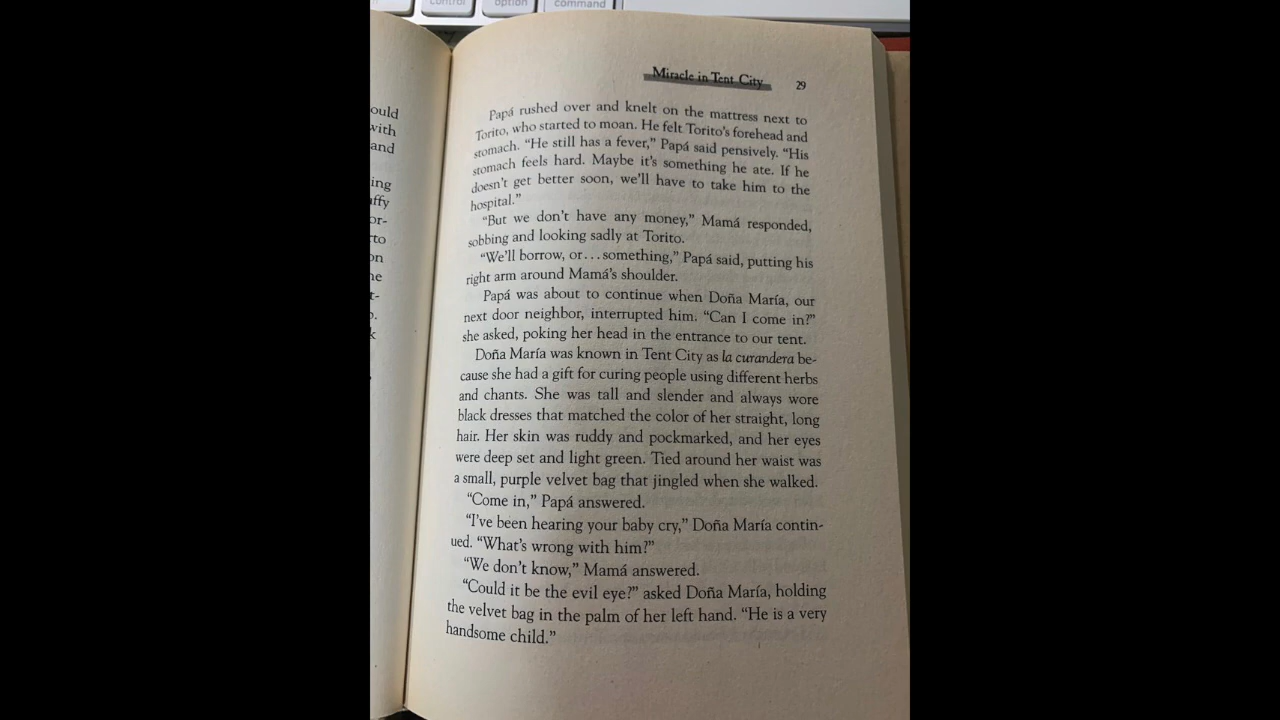 control option command
ould
with
and
ing
uffy
or-
rto
on
he
t-
o.
k
Miracle in Tent City 29
Papá rushed over and knelt on the mattress next to
Torito, who started to moan. He felt Torito's forehead and
stomach. “He still has a fever,” Papá said pensively. “His
stomach feels hard. Maybe it's something he ate. If he
doesn't get better soon, we'll have to take him to the
hospital.”
“But we don't have any money,” Mamá responded,
sobbing and looking sadly at Torito.
“We'll borrow, or . . . something,” Papá said, putting his
right arm around Mamá's shoulder.
Papá was about to continue when Doña María, our
next door neighbor, interrupted him. “Can I come in?”
she asked, poking her head in the entrance to our tent.
Doña María was known in Tent City as la curandera be-
cause she had a gift for curing people using different herbs
and chants. She was tall and slender and always wore
black dresses that matched the color of her straight, long
hair. Her skin was ruddy and pockmarked, and her eyes
were deep set and light green. Tied around her waist was
a small, purple velvet bag that jingled when she walked.
“Come in,” Papá answered.
“I've been hearing your baby cry,” Doña María contin-
ued. “What's wrong with him?”
“We don't know,” Mamá answered.
“Could it be the evil eye?” asked Doña María, holding
the velvet bag in the palm of her left hand. “He is a very
handsome child.”